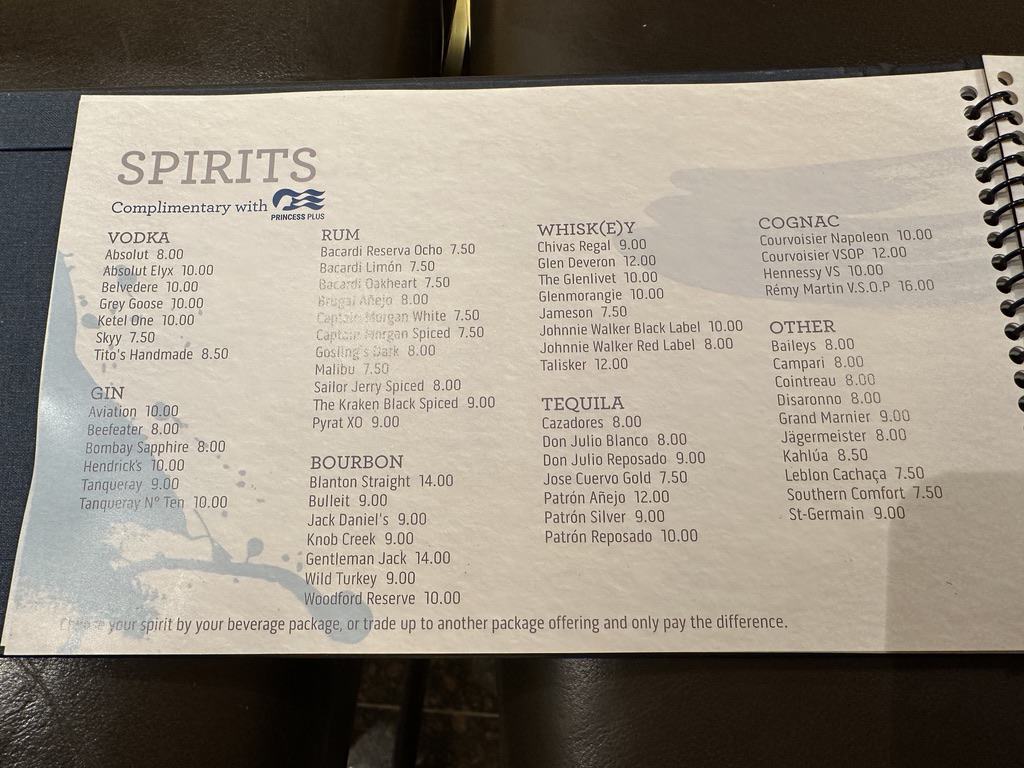 SPIRITS
Complimentary with PRINCESS PLUS
VODKA
Absolut 8.00
Absolut Elyx 10.00
Belvedere 10.00
Grey Goose 10.00
Ketel One 10.00
Skyy 7.50
Tito's Handmade 8.50
GIN
Aviation 10.00
Beefeater 8.00
Bombay Sapphire 8.00
Hendrick's 10.00
Tanqueray 9.00
Tanqueray N° Ten 10.00
RUM
Bacardi Reserva Ocho 7.50
Bacardi Limón 7.50
Bacardi Oakheart 7.50
Brugal Añejo 8.00
Captain Morgan White 7.50
Captain Morgan Spiced 7.50
Gosling's Dark 8.00
Malibu 7.50
Sailor Jerry Spiced 8.00
The Kraken Black Spiced 9.00
Pyrat XO 9.00
BOURBON
Blanton Straight 14.00
Bulleit 9.00
Jack Daniel's 9.00
Knob Creek 9.00
Gentleman Jack 14.00
Wild Turkey 9.00
Woodford Reserve 10.00
WHISK(E)Y
Chivas Regal 9.00
Glen Deveron 12.00
The Glenlivet 10.00
Glenmorangie 10.00
Jameson 7.50
Johnnie Walker Black Label 10.00
Johnnie Walker Red Label 8.00
Talisker 12.00
TEQUILA
Cazadores 8.00
Don Julio Blanco 8.00
Don Julio Reposado 9.00
Jose Cuervo Gold 7.50
Patrón Añejo 12.00
Patrón Silver 9.00
Patrón Reposado 10.00
COGNAC
Courvoisier Napoleon 10.00
Courvoisier VSOP 12.00
Hennessy VS 10.00
Rémy Martin V.S.O.P 16.00
OTHER
Baileys 8.00
Campari 8.00
Cointreau 8.00
Disaronno 8.00
Grand Marnier 9.00
Jägermeister 8.00
Kahlúa 8.50
Leblon Cachaça 7.50
Southern Comfort 7.50
St-Germain 9.00
your spirit by your beverage package, or trade up to another package offering and only pay the difference.